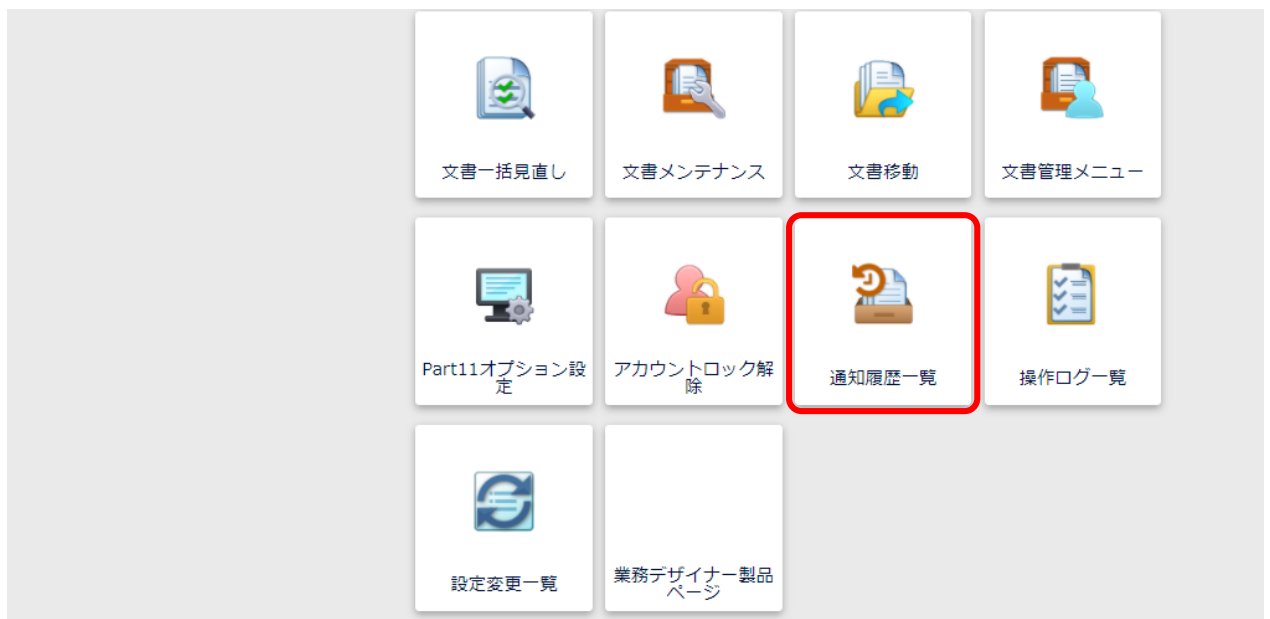 文書一括見直し
文書メンテナンス
文書移動
文書管理メニュー
Part11オプション設
定
アカウントロック解
除
通知履歴一覧
操作ログ一覧
設定変更一覧
業務デザイナー製品
ページ